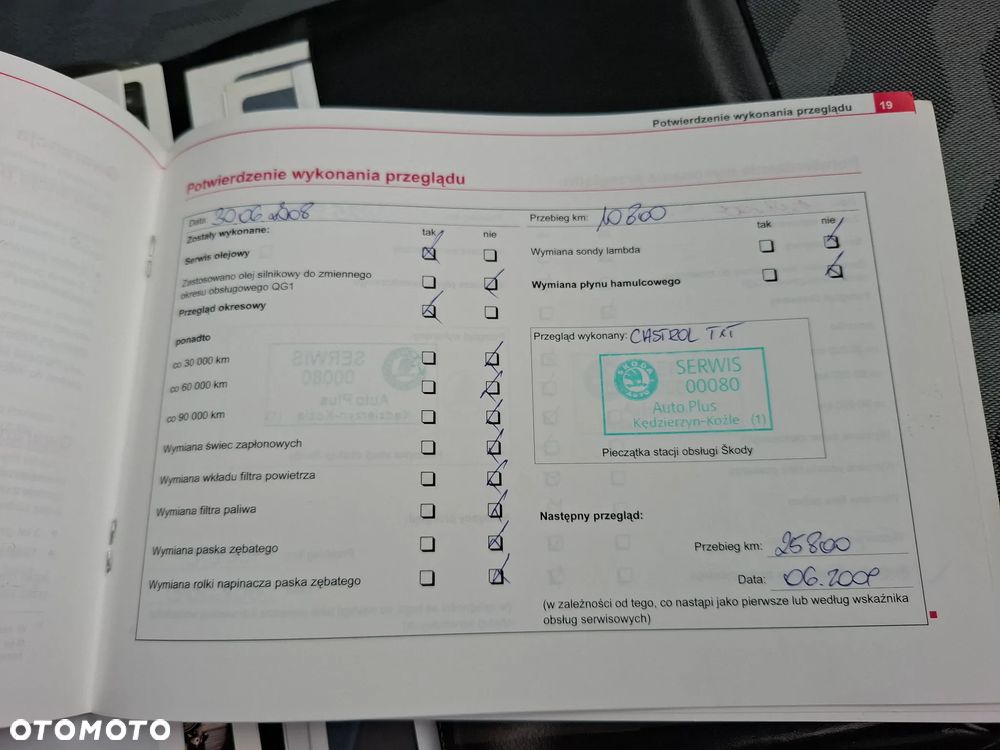 Potwierdzenie wykonania przeglądu 19
Potwierdzenie wykonania przeglądu
Data: 30.06.2008 Przebieg km: 10800
Zostały wykonane: tak nie tak nie
Serwis olejowy Wymiana sondy lambda
Zastosowano olej silnikowy do zmiennego
okresu obsługowego QG1
Wymiana płynu hamulcowego
Przegląd okresowy
ponadto
co 30 000 km
co 60 000 km
co 90 000 km
Wymiana świec zapłonowych
Wymiana wkładu filtra powietrza
Wymiana filtra paliwa
Wymiana paska zębatego
Wymiana rolki napinacza paska zębatego
Przegląd wykonany: CASTROL TXT
SERWIS
00080
Auto Plus
Kędzierzyn-Koźle (1)
Pieczątka stacji obsługi Škody
Następny przegląd:
Przebieg km: 25800
Data: 06.2009
(w zależności od tego, co nastąpi jako pierwsze lub według wskaźnika
obsług serwisowych)
OTOMOTO